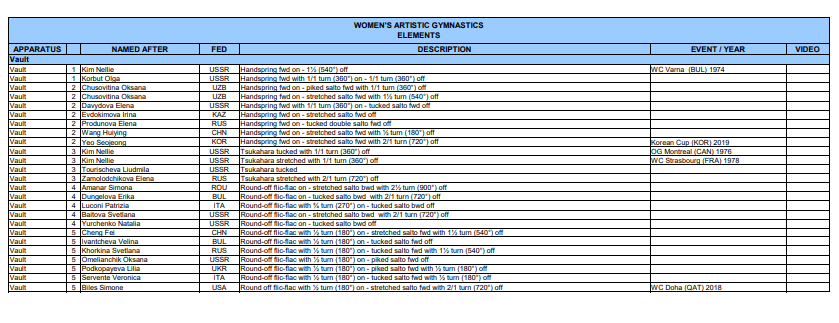 WOMEN'S ARTISTIC GYMNASTICS
ELEMENTS
APPARATUS NAMED AFTER FED DESCRIPTION EVENT / YEAR VIDEO
Vault
Vault 1 Kim Nellie USSR Handspring fwd on - 1½ (540°) off WC Varna (BUL) 1974
Vault 1 Korbut Olga USSR Handspring fwd with 1/1 turn (360°) on - 1/1 turn (360°) off
Vault 2 Chusovitina Oksana UZB Handspring fwd on - piked salto fwd with 1/1 turn (360°) off
Vault 2 Chusovitina Oksana UZB Handspring fwd on - stretched salto fwd with 1½ turn (540°) off
Vault 2 Davydova Elena USSR Handspring fwd with 1/1 turn (360°) on - tucked salto fwd off
Vault 2 Evdokimova Irina KAZ Handspring fwd on - stretched salto fwd off
Vault 2 Produnova Elena RUS Handspring fwd on - tucked double salto fwd off
Vault 2 Wang Huiying CHN Handspring fwd on - stretched salto fwd with ½ turn (180°) off
Vault 2 Yeo Seojeong KOR Handspring fwd on - stretched salto fwd with 2/1 turn (720°) off Korean Cup (KOR) 2019
Vault 3 Kim Nellie USSR Tsukahara tucked with 1/1 turn (360°) off OG Montreal (CAN) 1976
Vault 3 Kim Nellie USSR Tsukahara stretched with 1/1 turn (360°) off WC Strasbourg (FRA) 1978
Vault 3 Tourischeva Liudmila USSR Tsukahara tucked
Vault 3 Zamolodchikova Elena RUS Tsukahara stretched with 2/1 turn (720°) off
Vault 4 Amanar Simona ROU Round-off flic-flac on - stretched salto bwd with 2½ turn (900°) off
Vault 4 Dungelova Erika BUL Round-off flic-flac on - tucked salto bwd with 2/1 turn (720°) off
Vault 4 Luconi Patrizia ITA Round-off flic-flac with ¾ turn (270°) on - tucked salto bwd off
Vault 4 Baitova Svetlana USSR Round-off flic-flac on - stretched salto bwd with 2/1 turn (720°) off
Vault 4 Yurchenko Natalia USSR Round-off flic-flac on - tucked salto bwd off
Vault 5 Cheng Fei CHN Round-off flic-flac with ½ turn (180°) on - stretched salto fwd with 1½ turn (540°) off
Vault 5 Ivantcheva Velina BUL Round-off flic-flac with ½ turn (180°) on - tucked salto fwd off
Vault 5 Khorkina Svetlana RUS Round-off flic-flac with ½ turn (180°) on - tucked salto fwd with 1½ turn (540°) off
Vault 5 Omelianchik Oksana USSR Round-off flic-flac with ½ turn (180°) on - piked salto fwd off
Vault 5 Podkopayeva Lilia UKR Round-off flic-flac with ½ turn (180°) on - piked salto fwd with ½ turn (180°) off
Vault 5 Servente Veronica ITA Round-off flic-flac with ½ turn (180°) on - tucked salto fwd with ½ turn (180°) off
Vault 5 Biles Simone USA Round off flic-flac with ½ turn (180°) on - stretched salto fwd with 2/1 turn (720°) off WC Doha (QAT) 2018